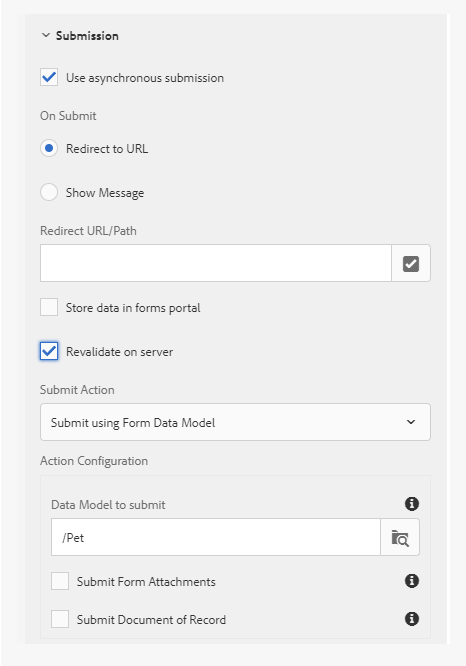 Submission
Use asynchronous submission
On Submit
Redirect to URL
Show Message
Redirect URL/Path
Store data in forms portal
Revalidate on server
Submit Action
Submit using Form Data Model
Action Configuration
Data Model to submit
/Pet
Submit Form Attachments
Submit Document of Record